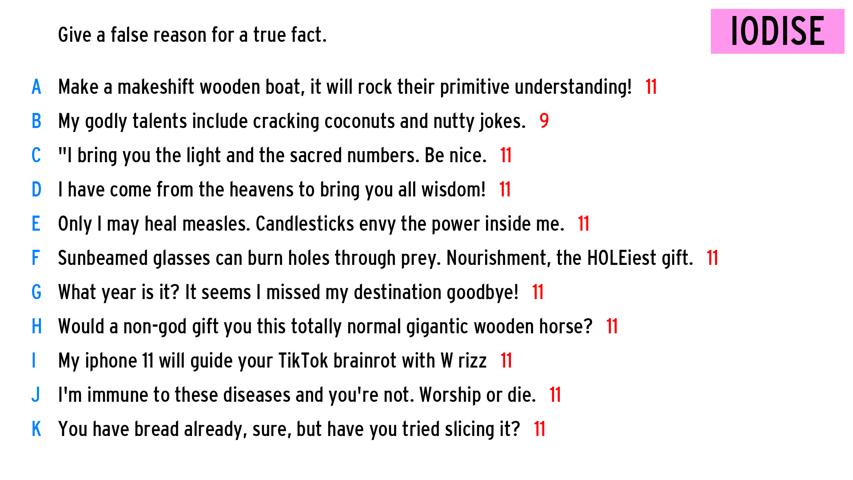 Give a false reason for a true fact.
IODISE
A Make a makeshift wooden boat, it will rock their primitive understanding! 11
B My godly talents include cracking coconuts and nutty jokes. 9
C "I bring you the light and the sacred numbers. Be nice. 11
D I have come from the heavens to bring you all wisdom! 11
E Only I may heal measles. Candlesticks envy the power inside me. 11
F Sunbeamed glasses can burn holes through prey. Nourishment, the HOLEiest gift. 11
G What year is it? It seems I missed my destination goodbye! 11
H Would a non-god gift you this totally normal gigantic wooden horse? 11
I My iphone 11 will guide your TikTok brainrot with W rizz 11
J I'm immune to these diseases and you're not. Worship or die. 11
K You have bread already, sure, but have you tried slicing it? 11